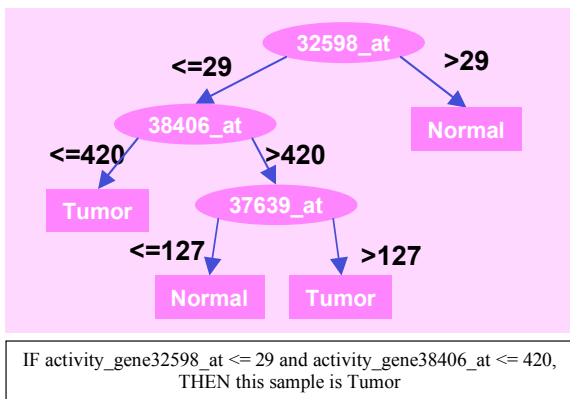 32598_at
<=29
>29
38406_at
Normal
<=420
>420
Tumor
37639_at
<=127
>127
Normal
Tumor
IF activity_gene32598_at <= 29 and activity_gene38406_at <= 420,
THEN this sample is Tumor